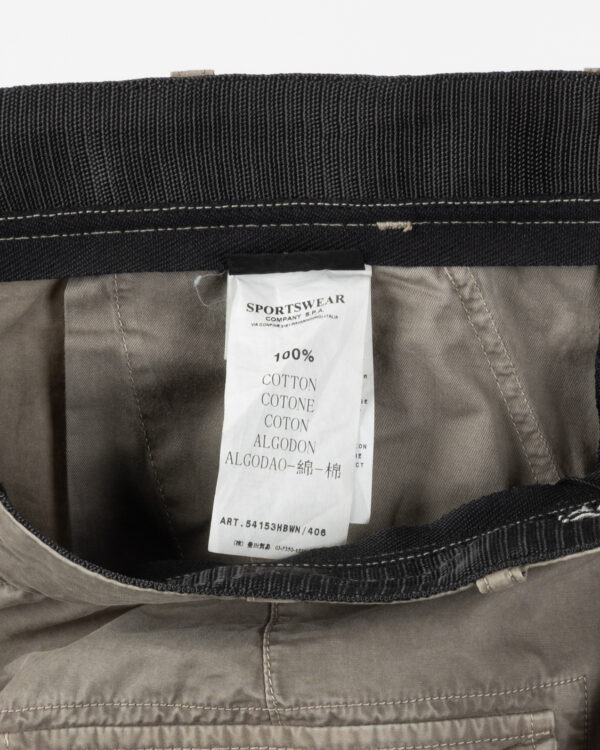 SPORTSWEAR
COMPANY S.P.A.
100%
COTTON
COTONE
COTON
ALGODON
ALGODAO-綿-棉
ART.54153HBWN/406